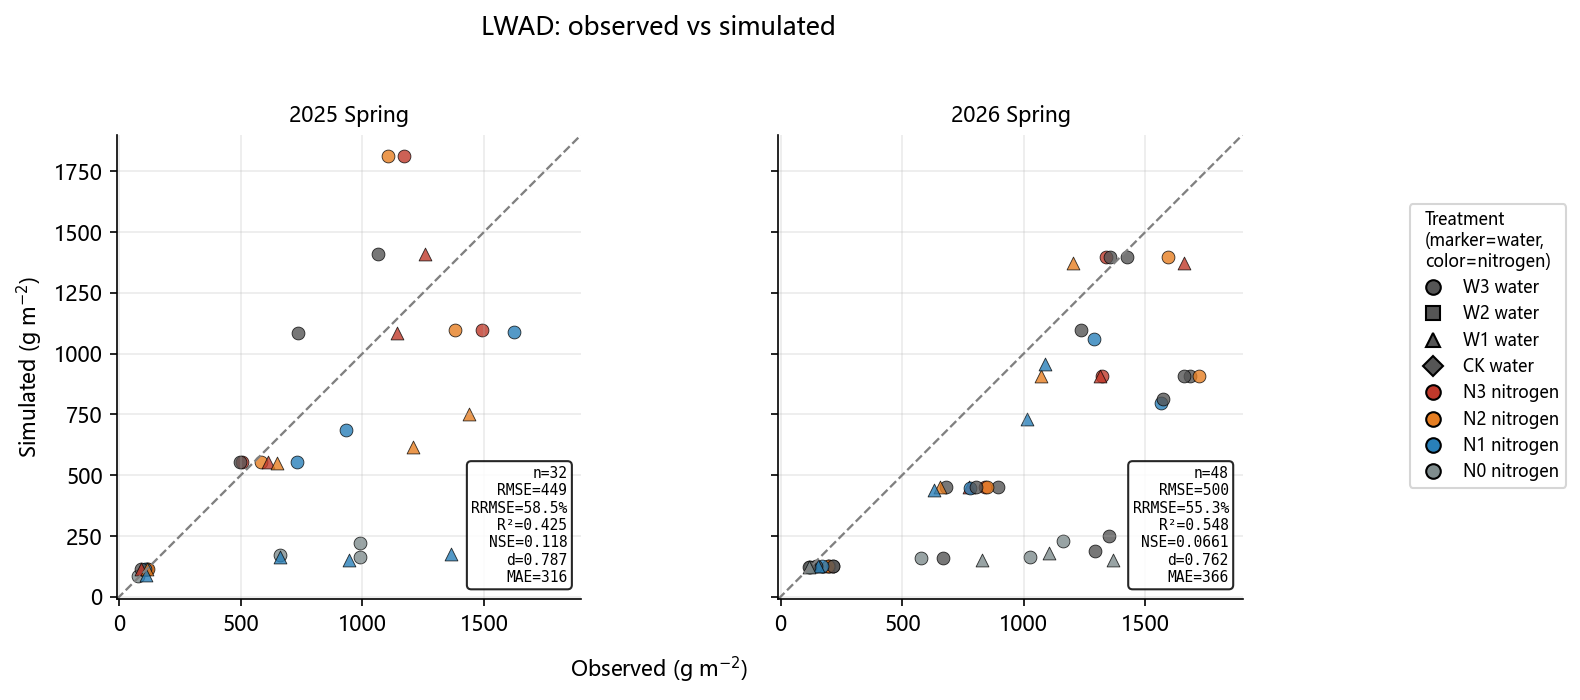 LWAD: observed vs simulated
2025 Spring
2026 Spring
Simulated (g m⁻²)
1750
1500
1250
1000
750
500
250
0
n=32
RMSE=449
RRMSE=58.5%
R²=0.425
NSE=0.118
d=0.787
MAE=316
0 500 1000 1500
n=48
RMSE=500
RRMSE=55.3%
R²=0.548
NSE=0.0661
d=0.762
MAE=366
0 500 1000 1500
Observed (g m⁻²)
Treatment
(marker=water,
color=nitrogen)
W3 water
W2 water
W1 water
CK water
N3 nitrogen
N2 nitrogen
N1 nitrogen
N0 nitrogen